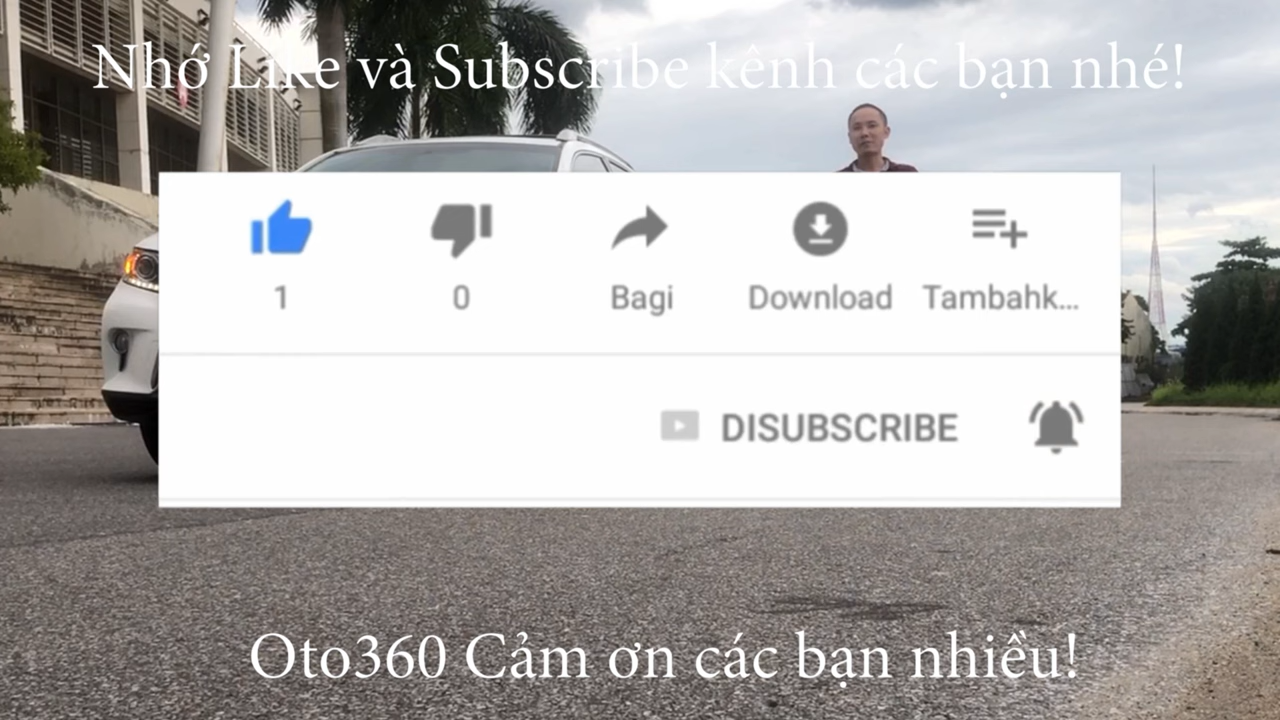 Nhớ Like và Subscribe kênh các bạn nhé!
1 0 Bagi Download Tambahk...
DISUBSCRIBE
Oto360 Cảm ơn các bạn nhiều!